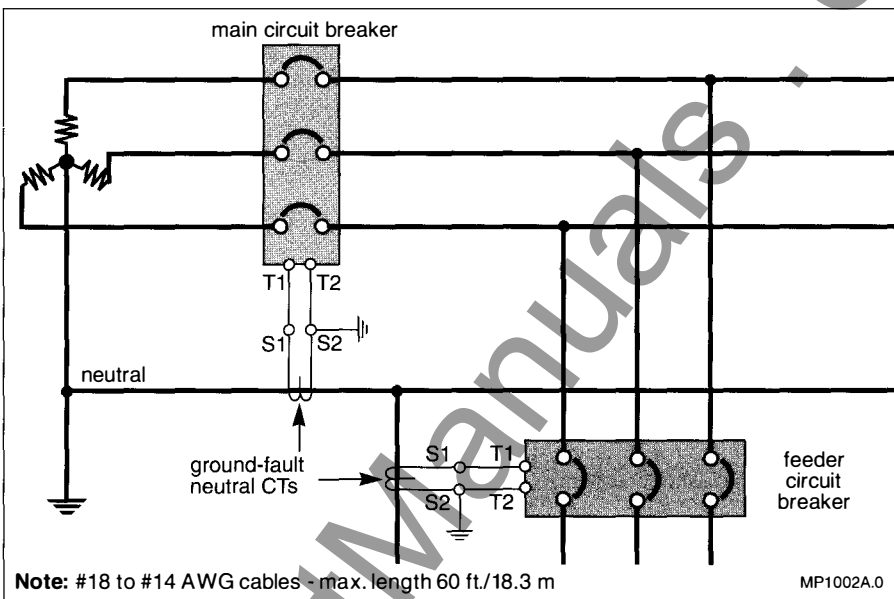 main circuit breaker
T1 T2
S1 S2
neutral
ground-fault
neutral CTs
S1 T1
S2 T2
feeder
circuit
breaker
Note: #18 to #14 AWG cables - max. length 60 ft./18.3 m
MP1002A.0
Manuals .